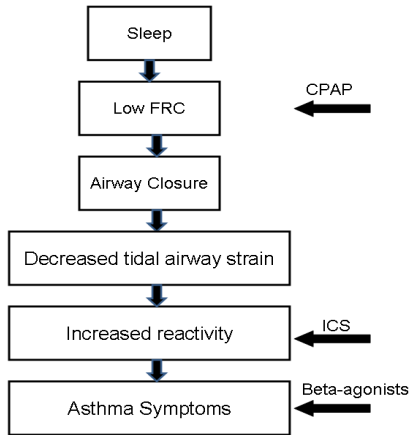 Sleep
CPAP
Low FRC
Airway Closure
Decreased tidal airway strain
Increased reactivity
ICS
Beta-agonists
Asthma Symptoms